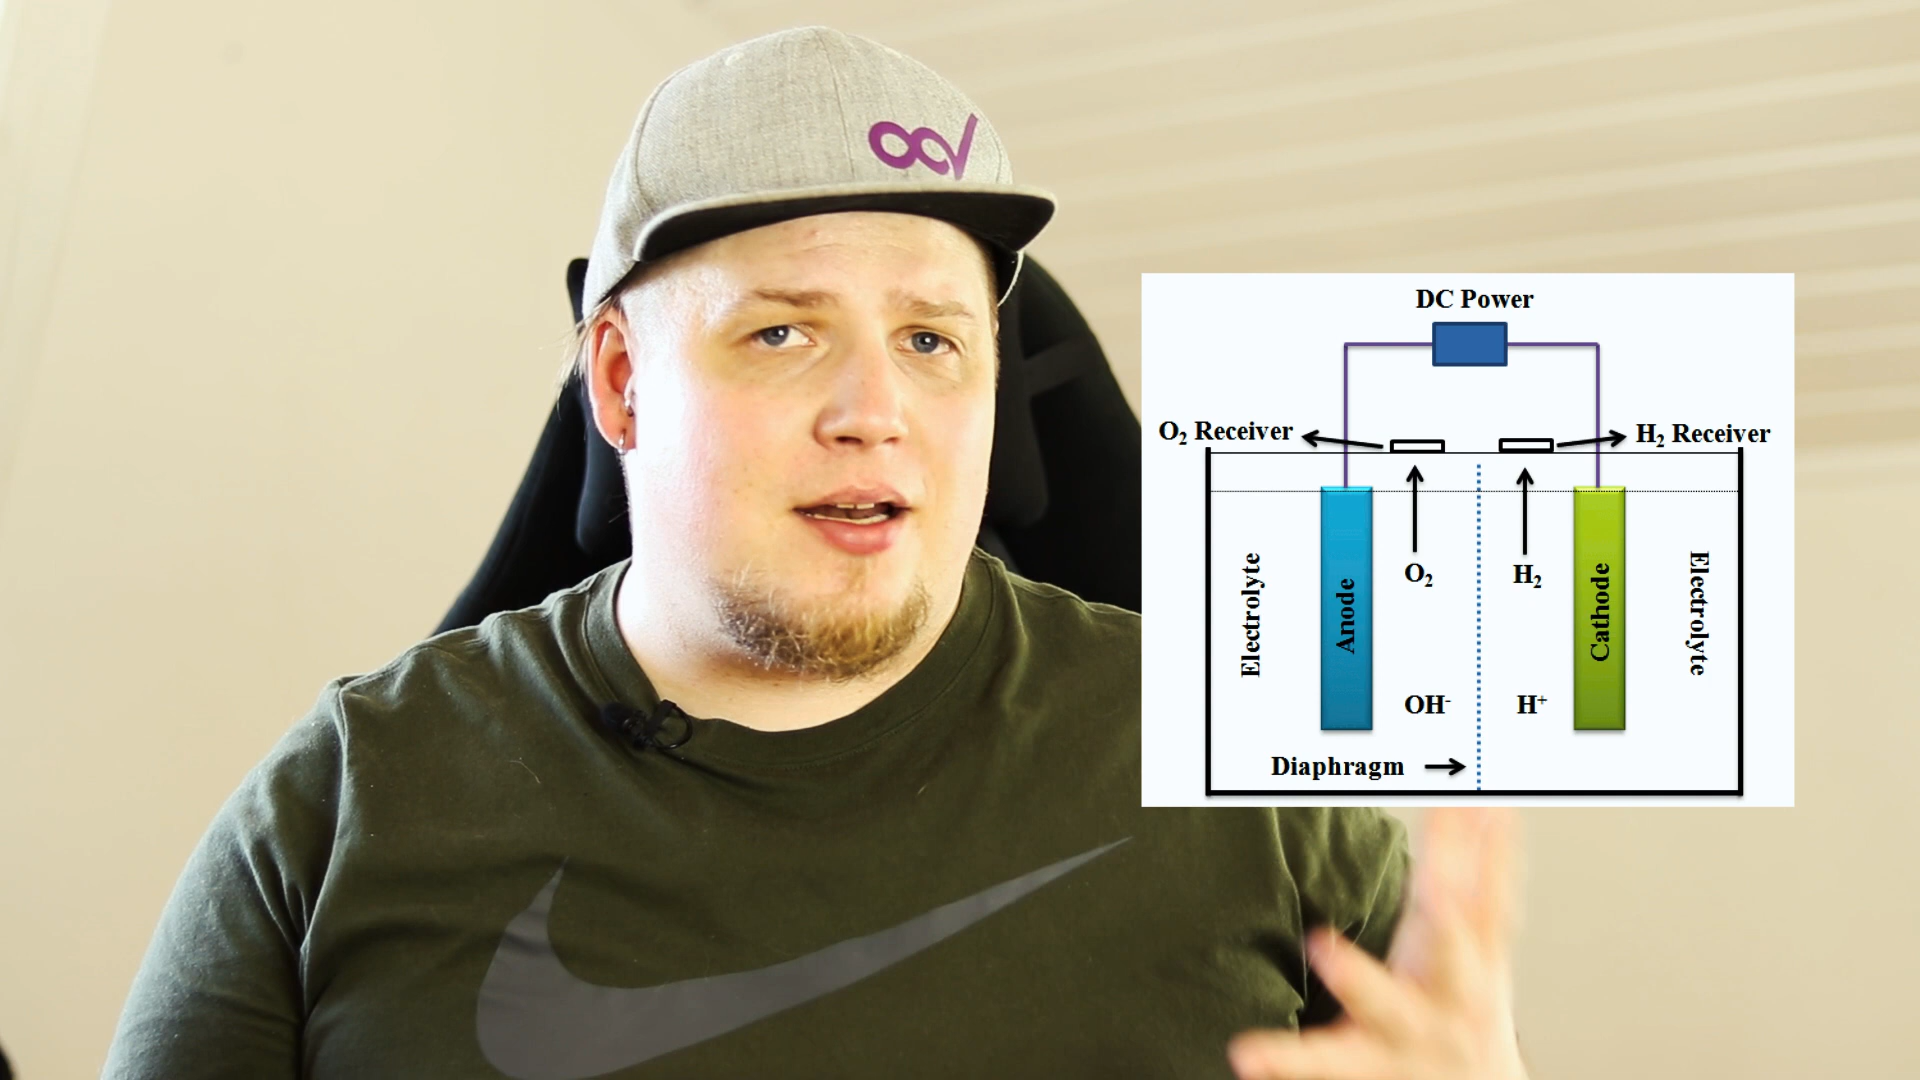 DC Power
O₂ Receiver
H₂ Receiver
O₂
H₂
Electrolyte
Anode
Cathode
Electrolyte
OH⁻
H⁺
Diaphragm